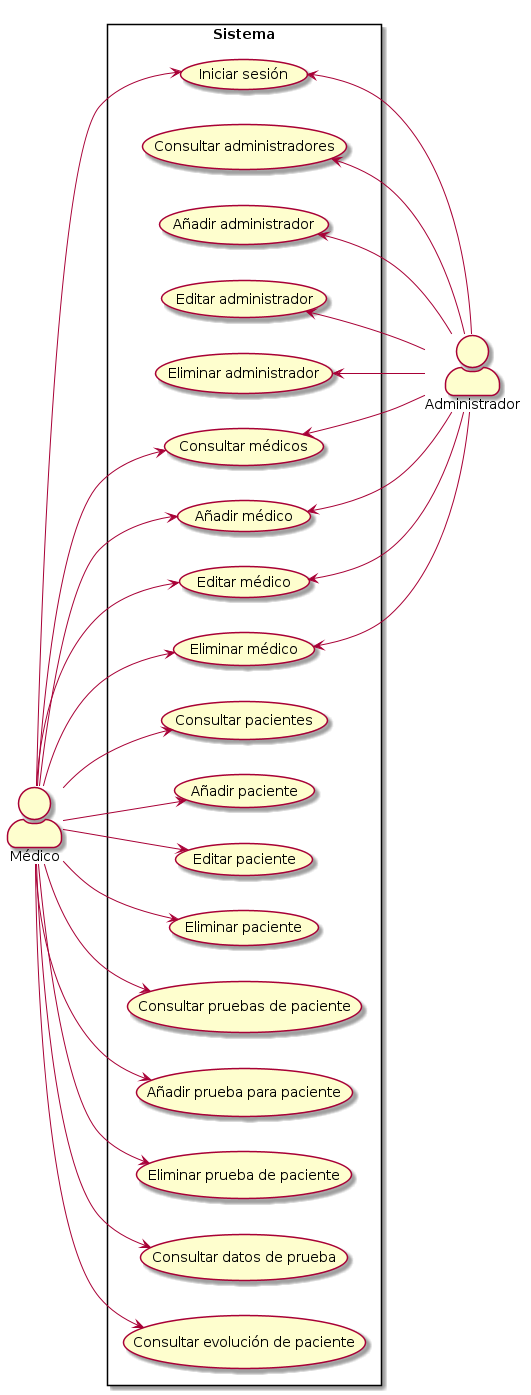 Sistema
Iniciar sesión
Consultar administradores
Añadir administrador
Editar administrador
Eliminar administrador
Administrador
Consultar médicos
Añadir médico
Editar médico
Eliminar médico
Consultar pacientes
Añadir paciente
Médico
Editar paciente
Eliminar paciente
Consultar pruebas de paciente
Añadir prueba para paciente
Eliminar prueba de paciente
Consultar datos de prueba
Consultar evolución de paciente